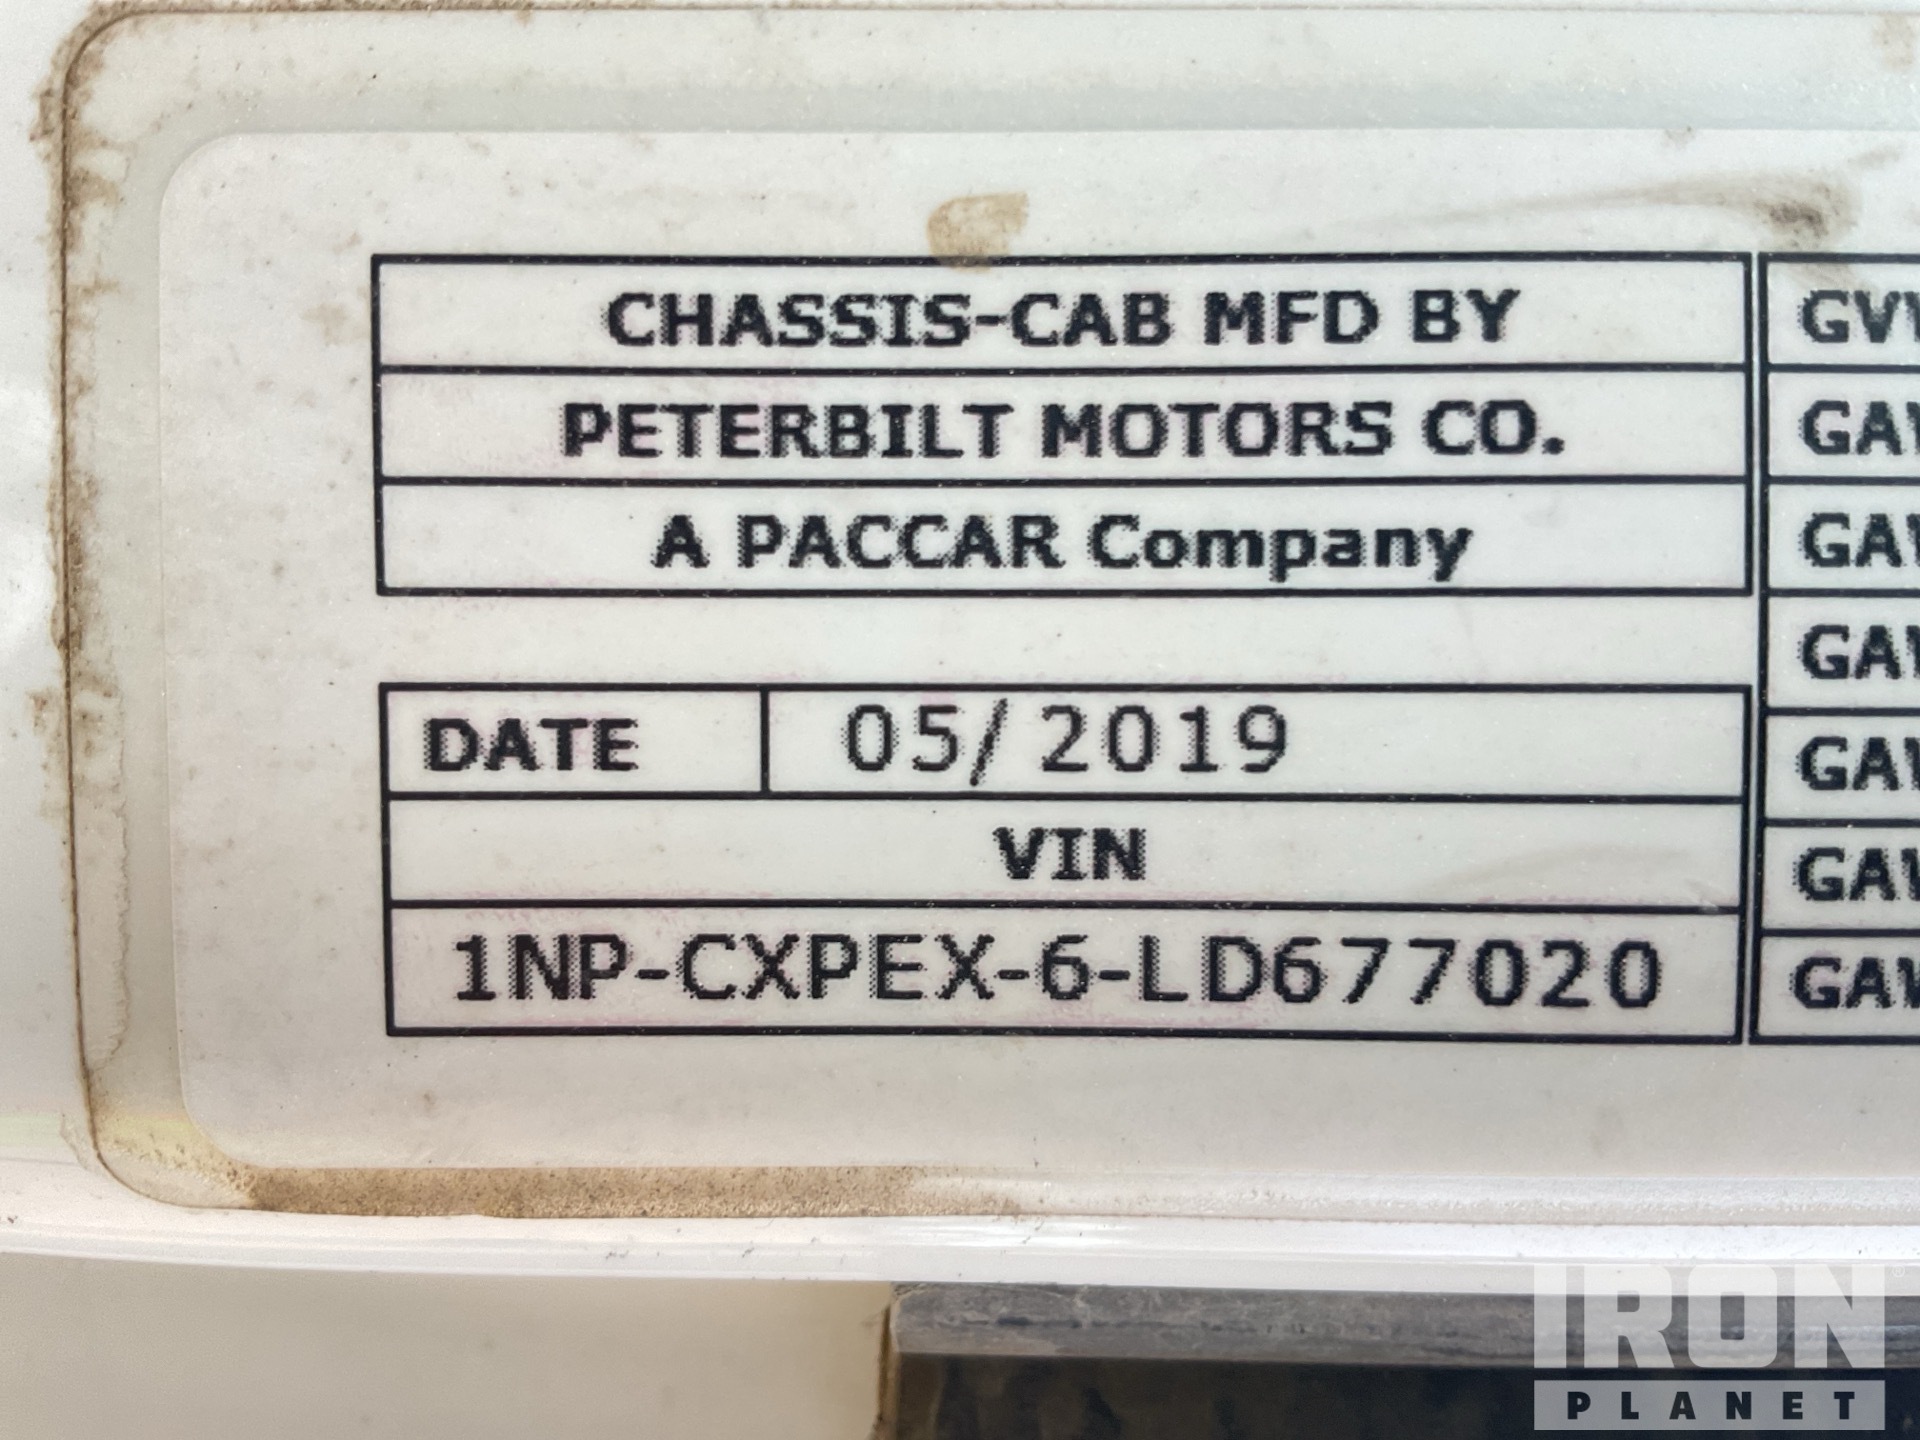 CHASSIS-CAB MFD BY
PETERBILT MOTORS CO.
A PACCAR Company
DATE 05/2019
VIN
1NP-CXPEX-6-LD677020
IRON
PLANET